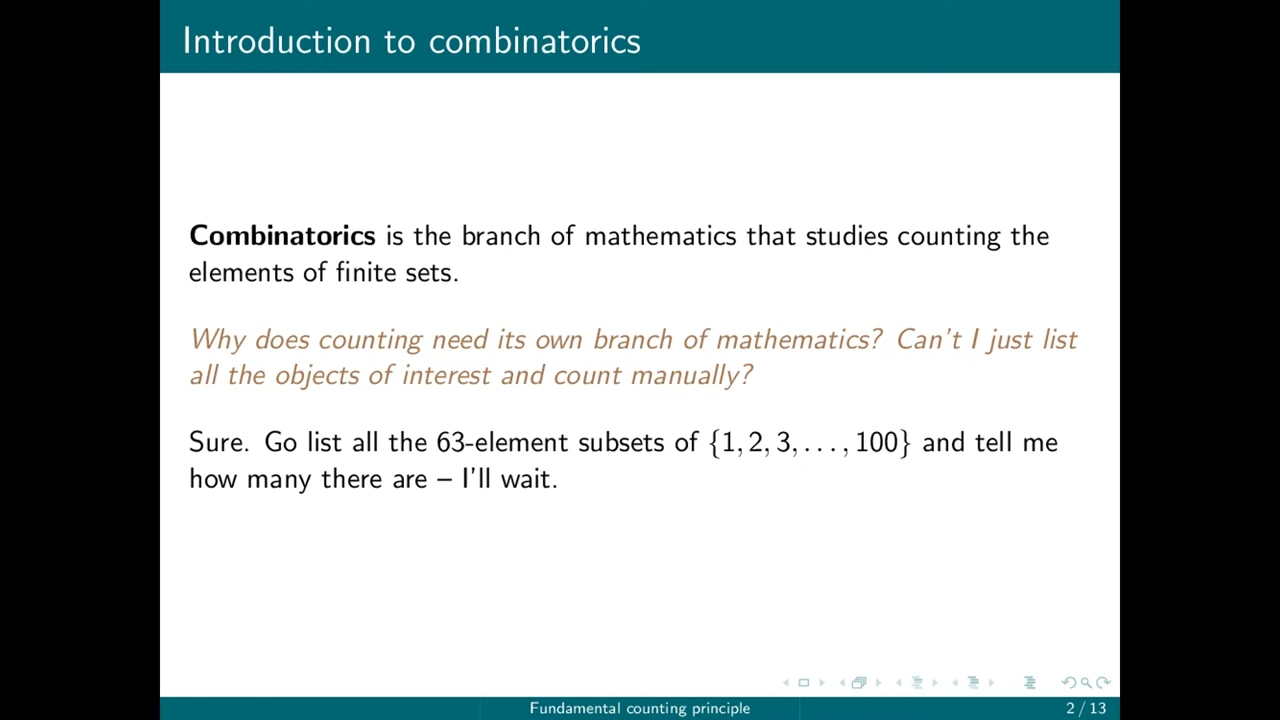 Introduction to combinatorics
Combinatorics is the branch of mathematics that studies counting the
elements of finite sets.
Why does counting need its own branch of mathematics? Can't I just list
all the objects of interest and count manually?
Sure. Go list all the 63-element subsets of {1, 2, 3, . . . , 100} and tell me
how many there are – I'll wait.
Fundamental counting principle
2 / 13